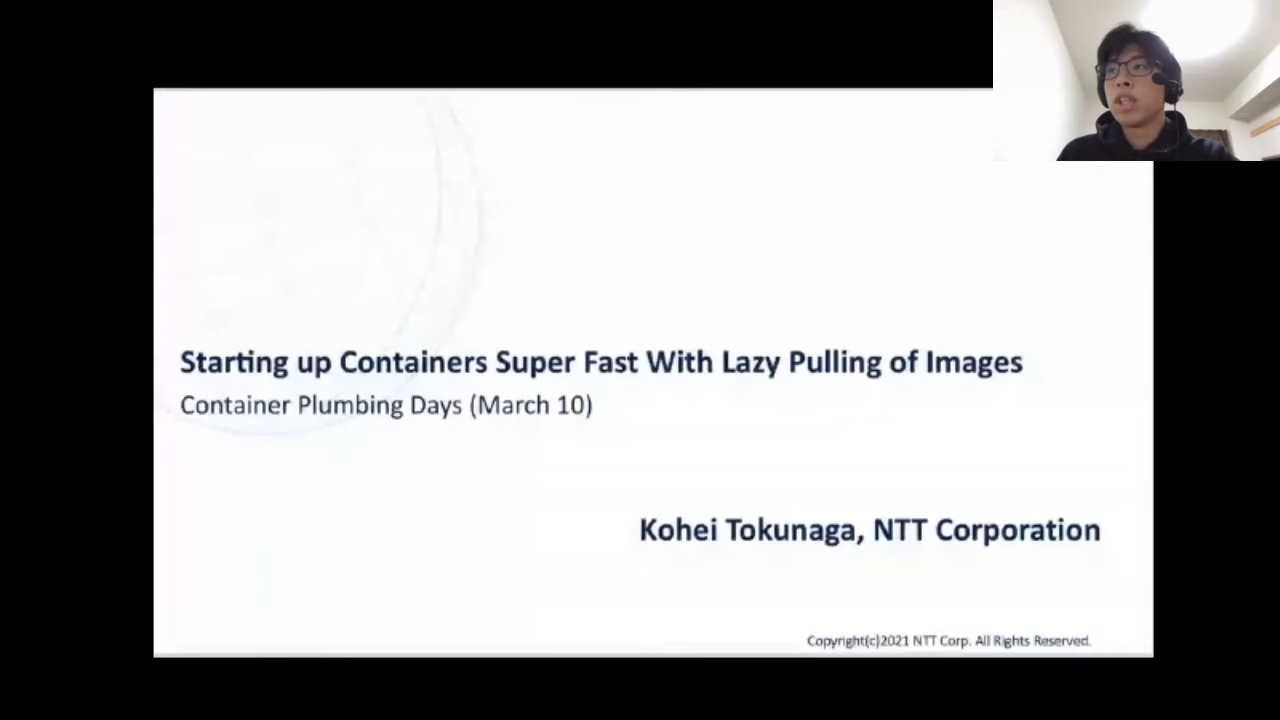 Starting up Containers Super Fast With Lazy Pulling of Images
Container Plumbing Days (March 10)
Kohei Tokunaga, NTT Corporation
Copyright(c)2021 NTT Corp. All Rights Reserved.